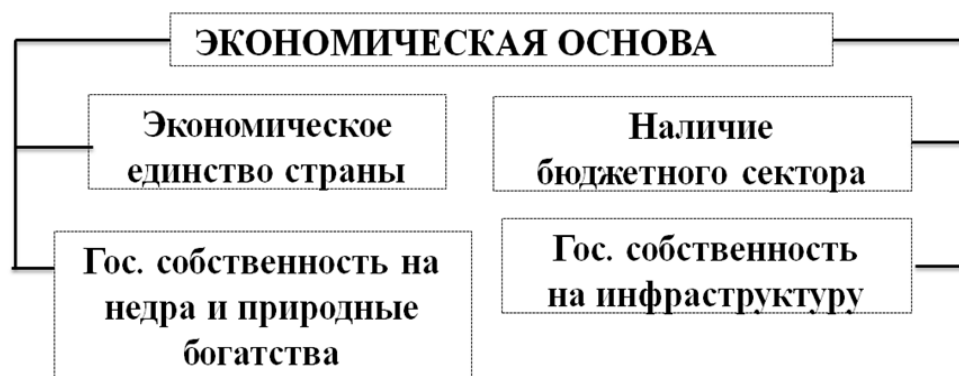 ЭКОНОМИЧЕСКАЯ ОСНОВА
Экономическое
единство страны
Наличие
бюджетного сектора
Гос. собственность на
недра и природные
богатства
Гос. собственность
на инфраструктуру